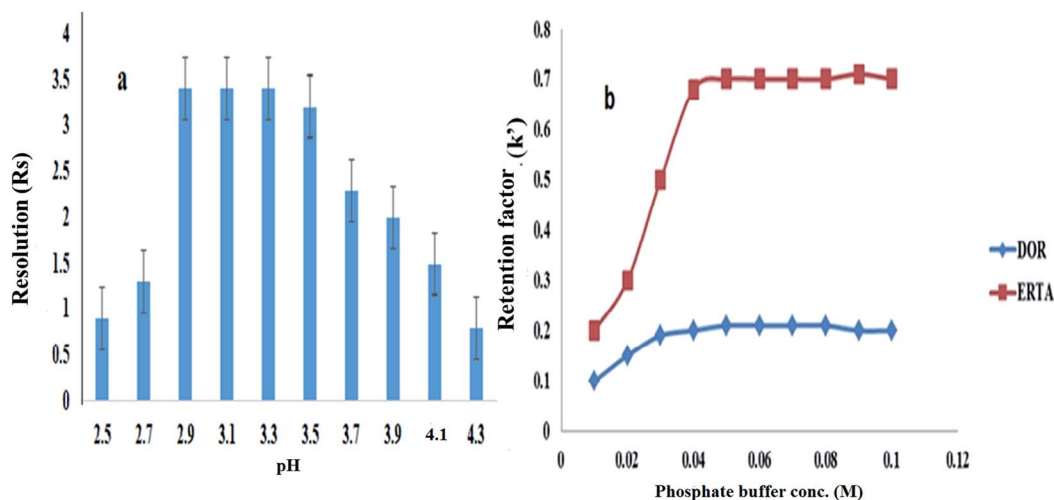 a
Resolution (Rs)
4
3.5
3
2.5
2
1.5
1
0.5
0
2.5 2.7 2.9 3.1 3.3 3.5 3.7 3.9 4.1 4.3
pH
b
Retention factor (k’)
0.8
0.7
0.6
0.5
0.4
0.3
0.2
0.1
0
0 0.02 0.04 0.06 0.08 0.1 0.12
Phosphate buffer conc. (M)
DOR
ERTA